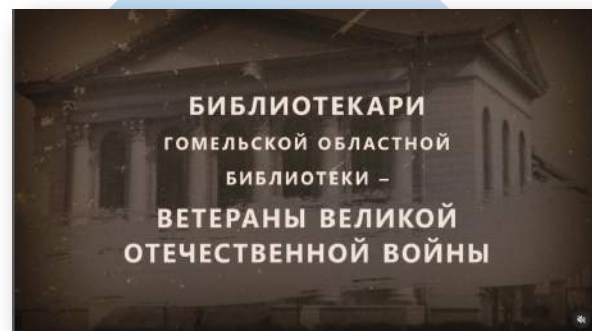 БИБЛИОТЕКАРИ
ГОМЕЛЬСКОЙ ОБЛАСТНОЙ
БИБЛИОТЕКИ –
ВЕТЕРАНЫ ВЕЛИКОЙ
ОТЕЧЕСТВЕННОЙ ВОЙНЫ